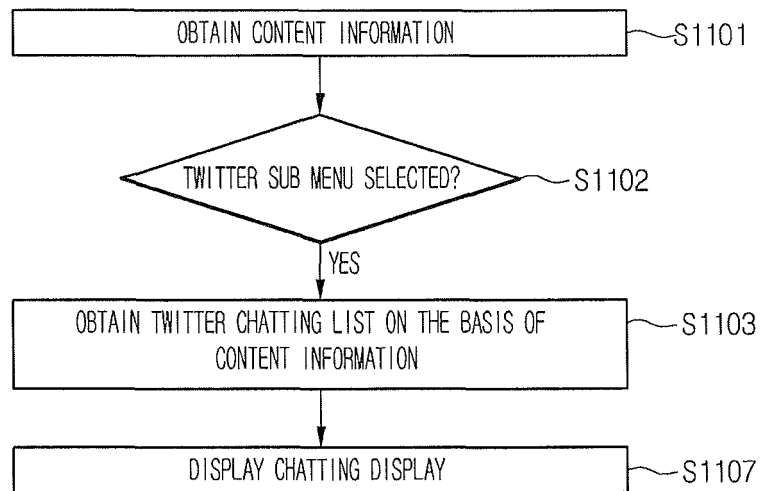 OBTAIN CONTENT INFORMATION
S1101
TWITTER SUB MENU SELECTED?
S1102
YES
OBTAIN TWITTER CHATTING LIST ON THE BASIS OF
CONTENT INFORMATION
S1103
DISPLAY CHATTING DISPLAY
S1107